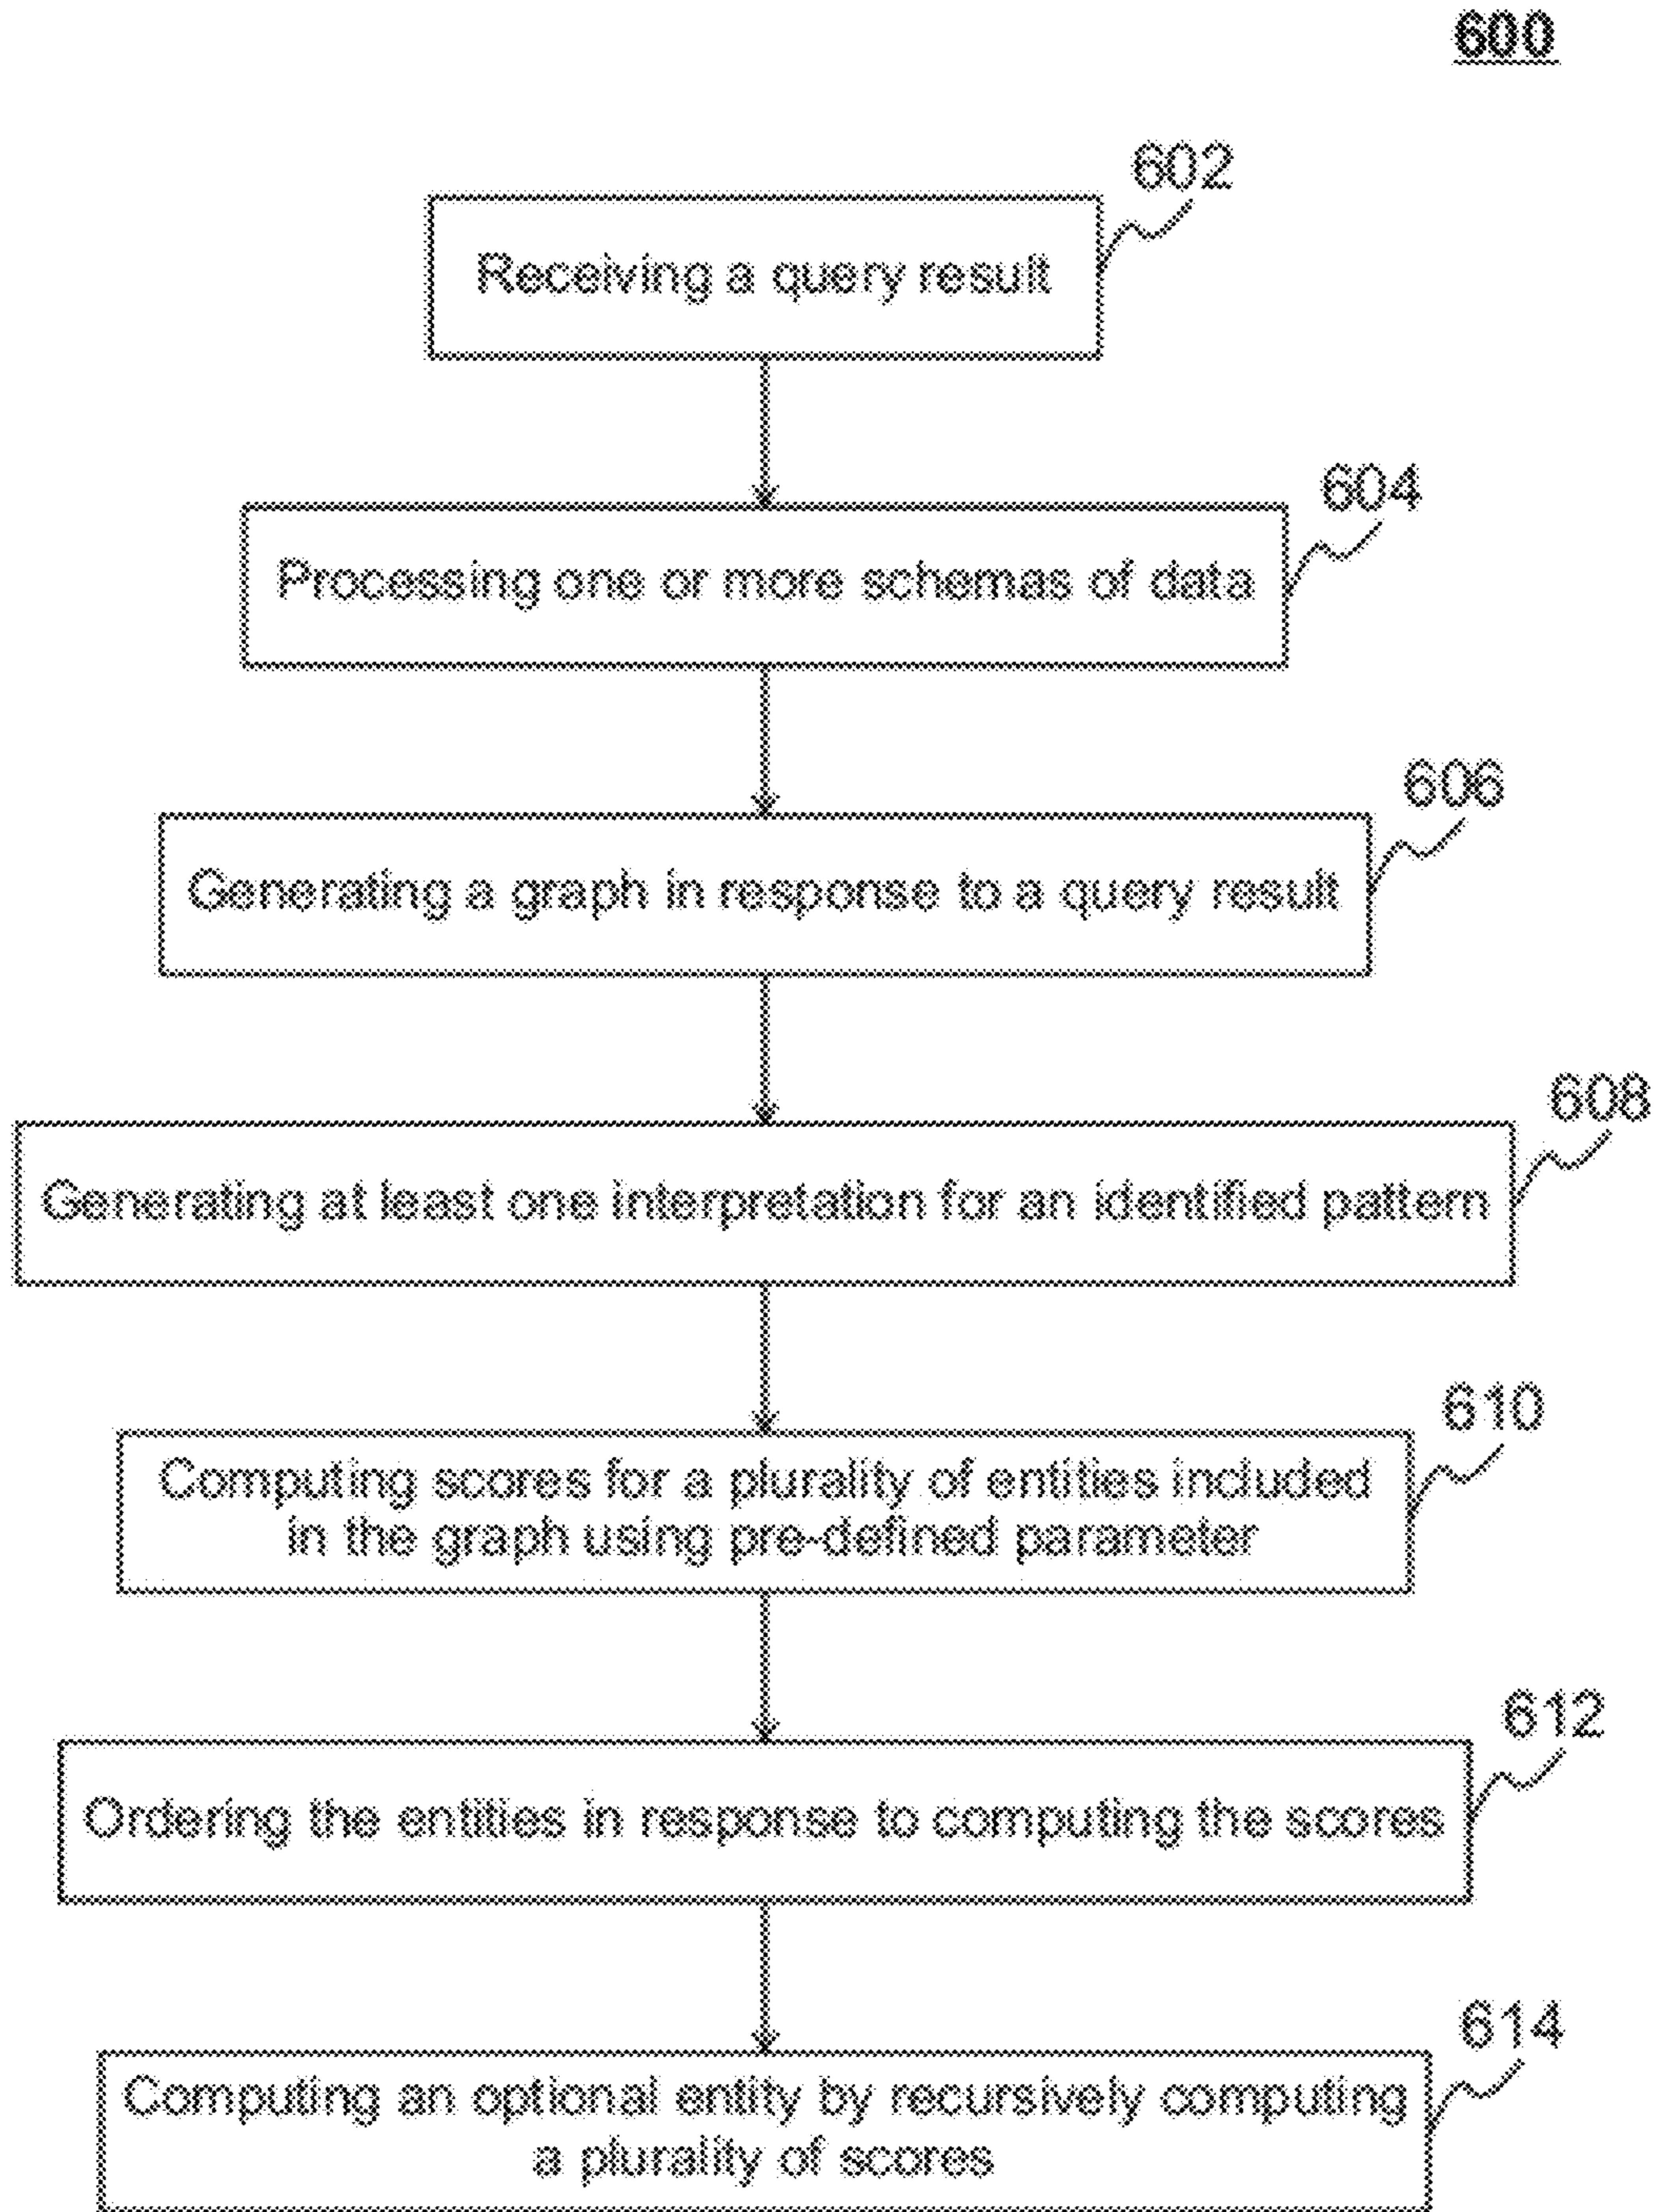 600
602
Receiving a query result
604
Processing one or more schemas of data
606
Generating a graph in response to a query result
608
Generating at least one interpretation for an identified pattern
610
Computing scores for a plurality of entities included
in the graph using pre-defined parameter
612
Ordering the entities in response to computing the scores
614
Computing an optional entity by recursively computing
a plurality of scores